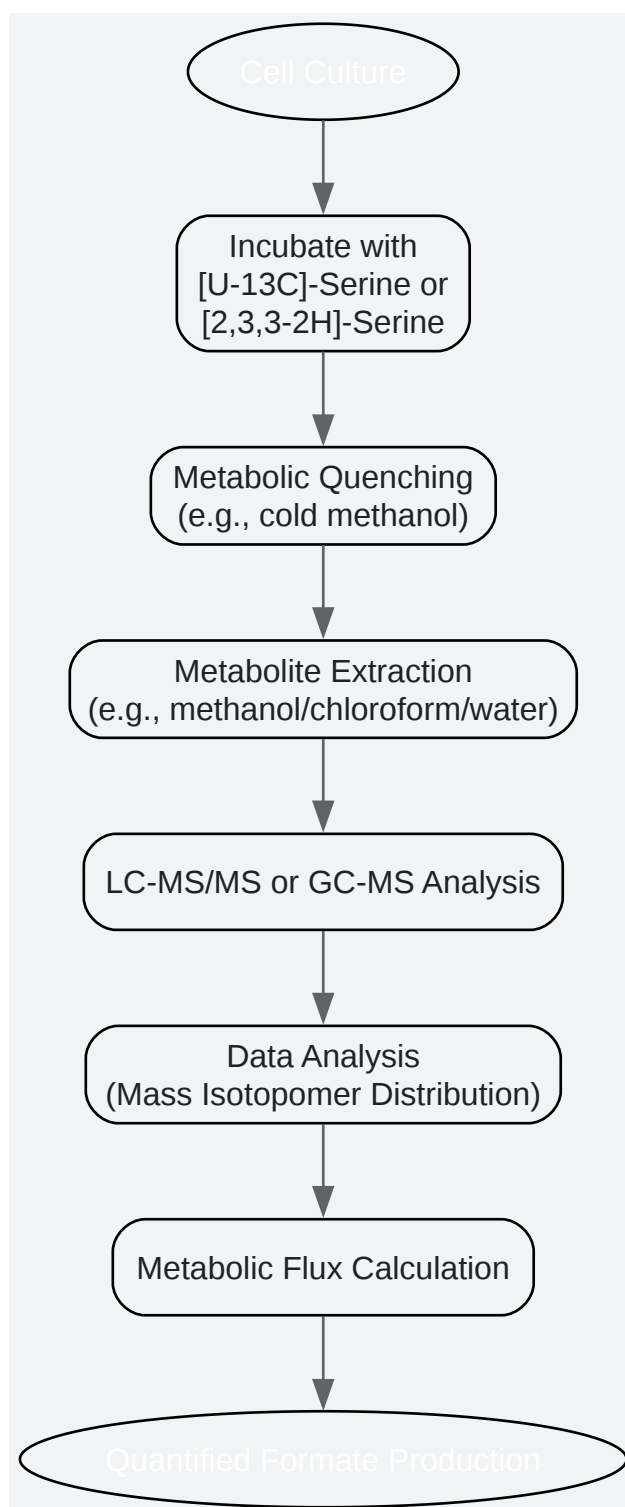 Cell Culture
Incubate with
[U-13C]-Serine or
[2,3,3-2H]-Serine
Metabolic Quenching
(e.g., cold methanol)
Metabolite Extraction
(e.g., methanol/chloroform/water)
LC-MS/MS or GC-MS Analysis
Data Analysis
(Mass Isotopomer Distribution)
Metabolic Flux Calculation
Quantified Formate Production